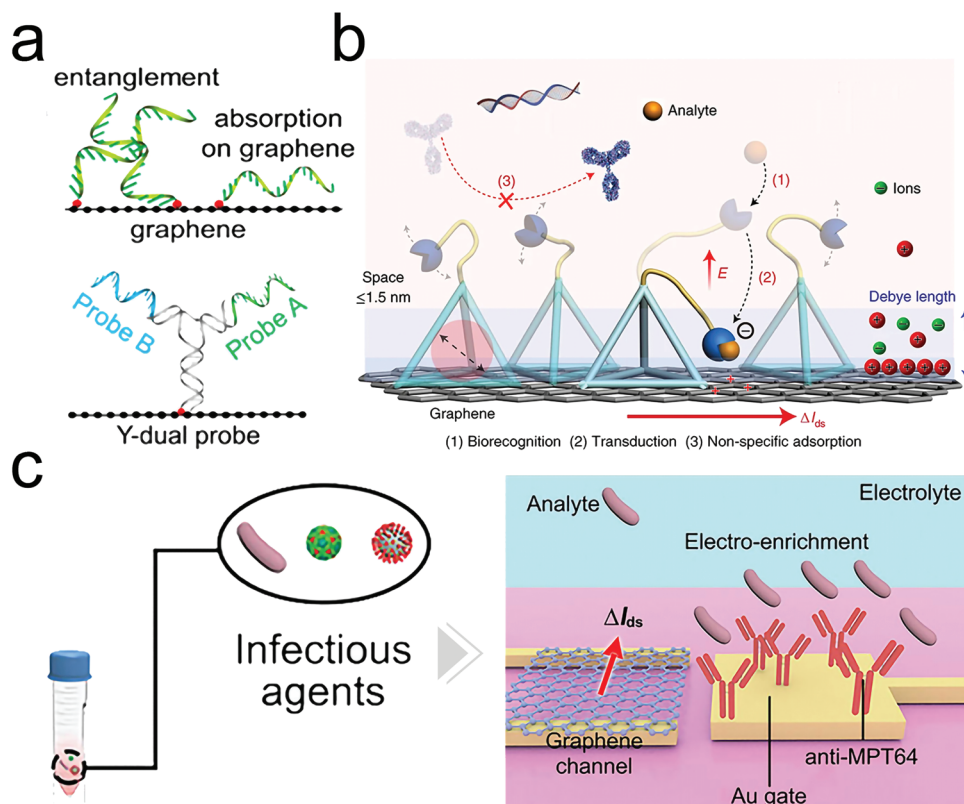 a
entanglement
absorption
on graphene
graphene
Probe B
Probe A
Y-dual probe
b
Analyte
(3)
(1)
Ions
Space
≤1.5 nm
E
(2)
Debye length
Graphene
ΔIds
(1) Biorecognition (2) Transduction (3) Non-specific adsorption
c
Infectious
agents
Analyte
Electrolyte
Electro-enrichment
ΔIds
Graphene
channel
anti-MPT64
Au gate